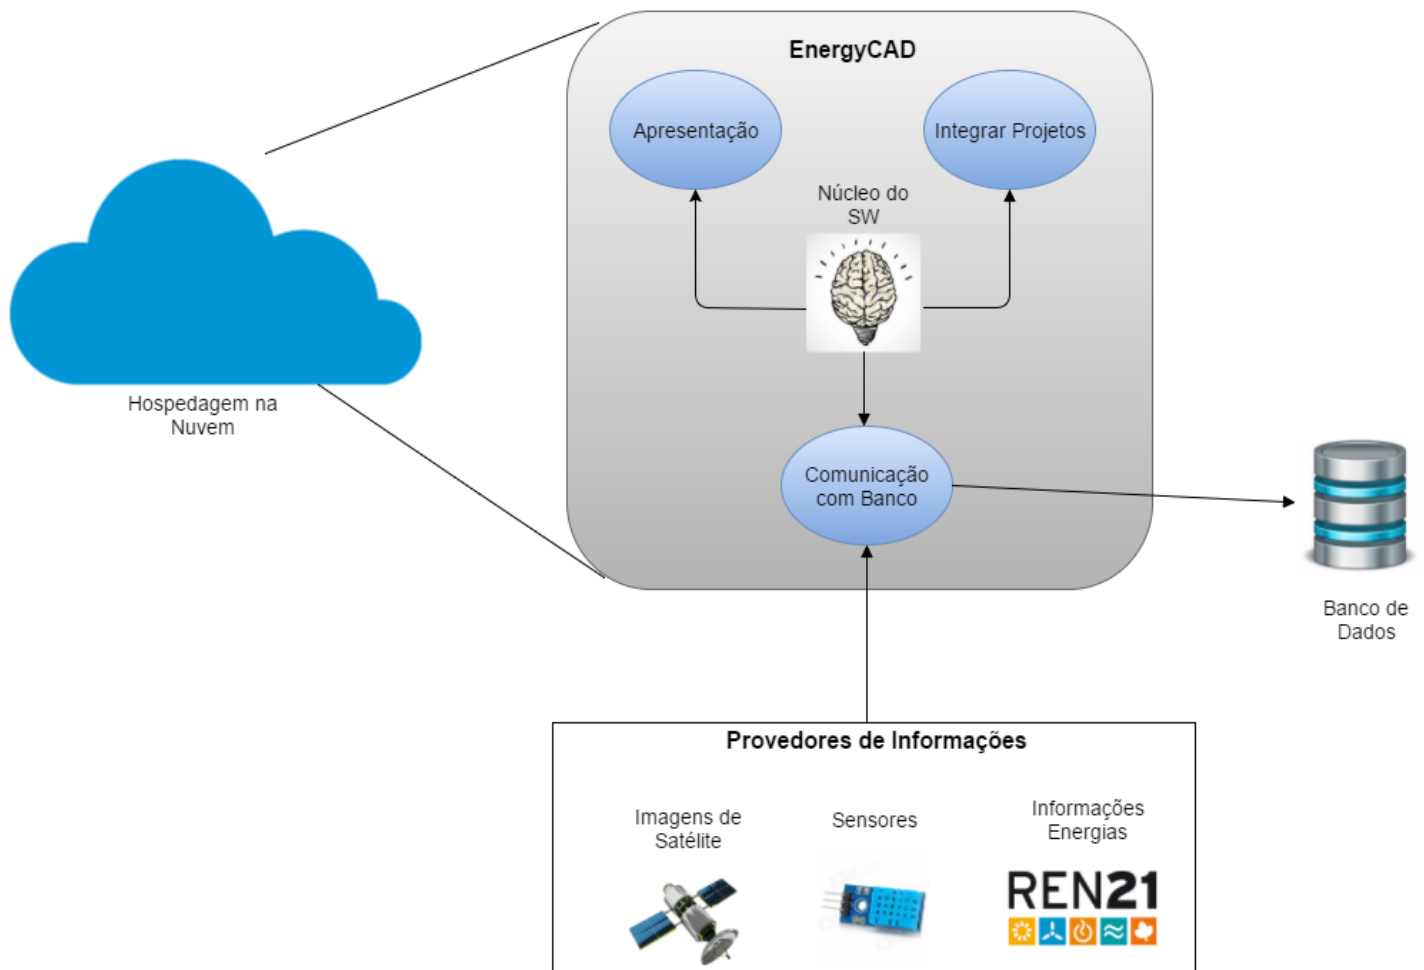 EnergyCAD
Apresentação
Integrar Projetos
Núcleo do
SW
Hospedagem na
Nuvem
Comunicação
com Banco
Banco de
Dados
Provedores de Informações
Imagens de
Satélite
Sensores
Informações
Energias
REN21